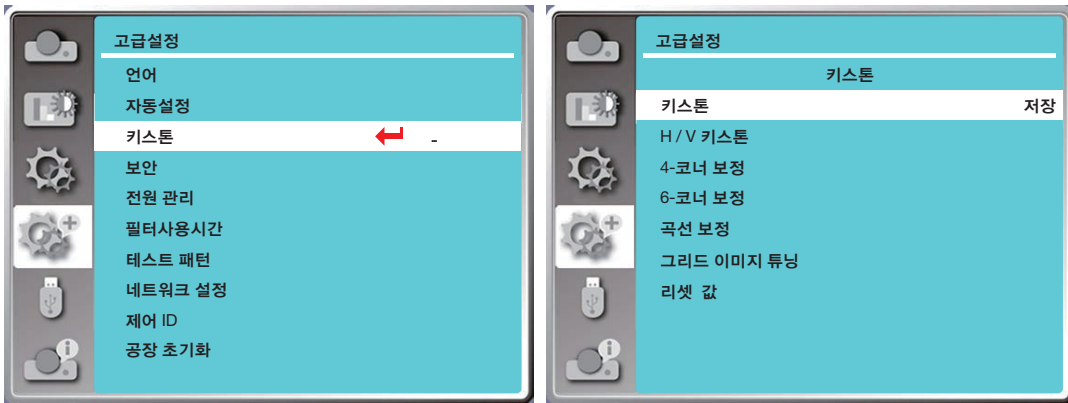 고급설정
언어
자동설정
키스톤 -
보안
전원 관리
필터사용시간
테스트 패턴
네트워크 설정
제어 ID
공장 초기화
고급설정
키스톤
키스톤 저장
H / V 키스톤
4-코너 보정
6-코너 보정
곡선 보정
그리드 이미지 튜닝
리셋 값